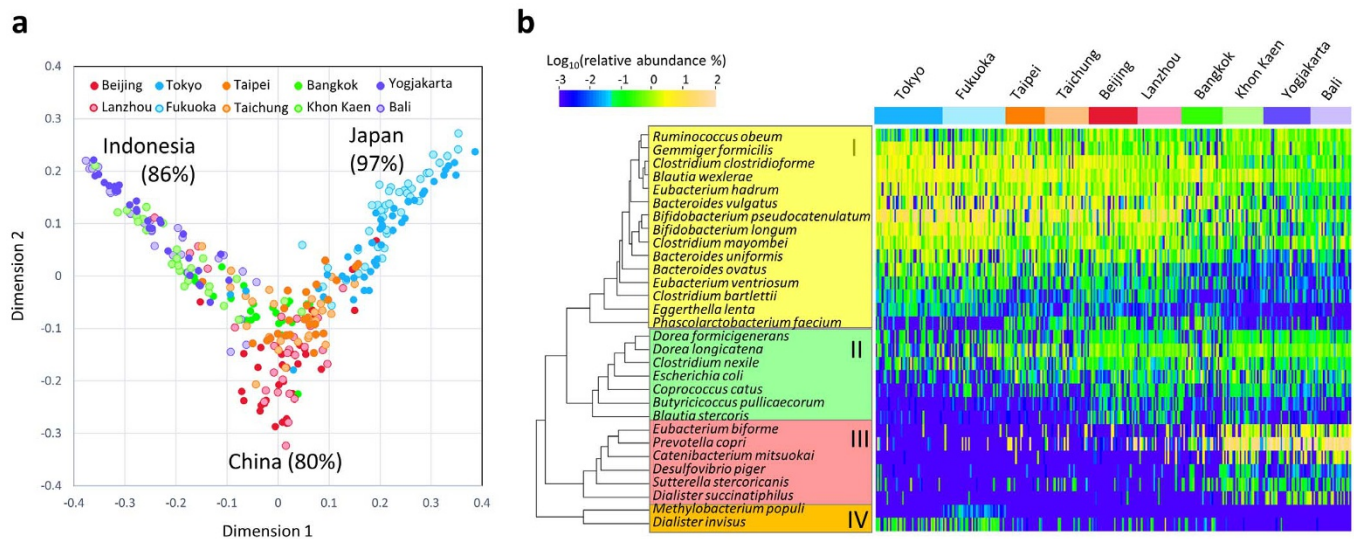 a
0.4
0.3
0.2
0.1
0
-0.1
-0.2
-0.3
-0.4
Dimension 2
Beijing Tokyo Taipei Bangkok Yogjakarta
Lanzhou Fukuoka Taichung Khon Kaen Bali
Indonesia
(86%)
Japan
(97%)
China (80%)
-0.4 -0.3 -0.2 -0.1 0 0.1 0.2 0.3 0.4
Dimension 1
b
Log10(relative abundance %)
-3 -2 -1 0 1 2
Tokyo
Fukuoka
Taipei
Taichung
Beijing
Lanzhou
Bangkok
Khon Kaen
Yogjakarta
Bali
Ruminococcus obeum
Gemmiger formicilis
I
Clostridium clostridioforme
Blautia wexlerae
Eubacterium hadrum
Bacteroides vulgatus
Bifidobacterium pseudocatenulatum
Bifidobacterium longum
Clostridium mayombei
Bacteroides uniformis
Bacteroides ovatus
Eubacterium ventriosum
Clostridium bartlettii
Eggerthella lenta
Phascolarctobacterium faecium
Dorea formicigenerans
II
Dorea longicatena
Clostridium nexile
Escherichia coli
Coprococcus catus
Butyricicoccus pullicaecorum
Blautia stercoris
Eubacterium biforme
III
Prevotella copri
Catenibacterium mitsuokai
Desulfovibrio piger
Sutterella stercoricanis
Dialister succinatiphilus
Methylobacterium populi
Dialister invisus
IV